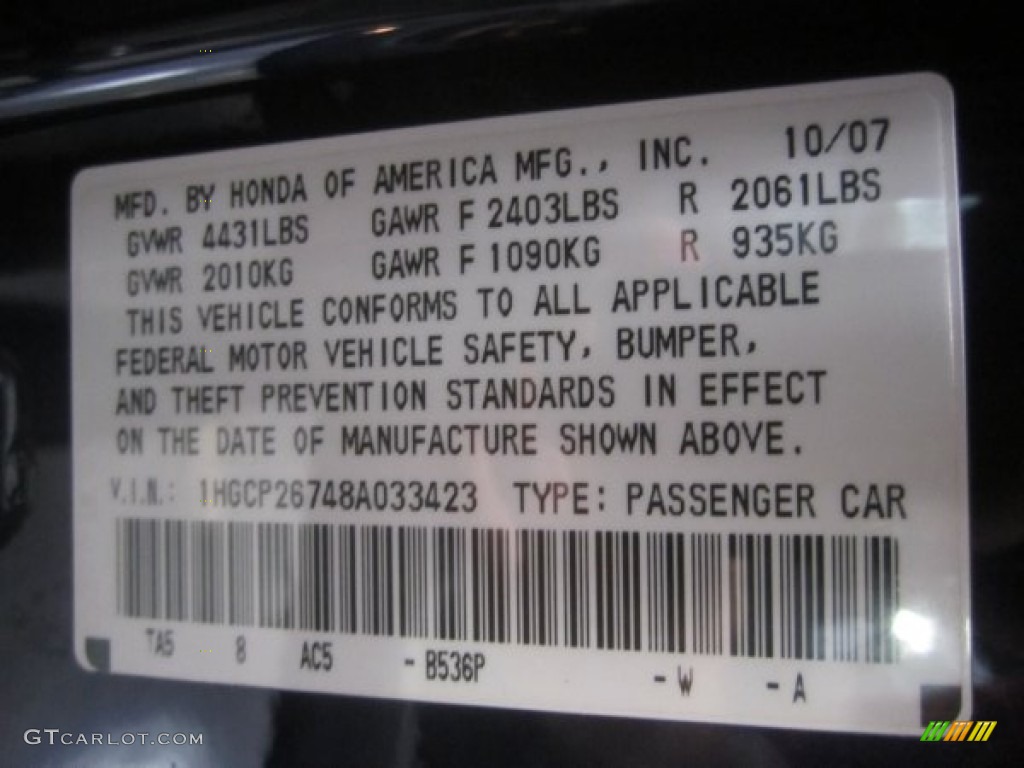 MFD. BY HONDA OF AMERICA MFG., INC. 10/07
GVWR 4431LBS GAWR F 2403LBS R 2061LBS
GVWR 2010KG GAWR F 1090KG R 935KG
THIS VEHICLE CONFORMS TO ALL APPLICABLE
FEDERAL MOTOR VEHICLE SAFETY, BUMPER,
AND THEFT PREVENTION STANDARDS IN EFFECT
ON THE DATE OF MANUFACTURE SHOWN ABOVE.
V.I.N.: 1HGCP26748A033423 TYPE: PASSENGER CAR
TA5 8 AC5 - B536P - W - A
GTCARLOT.COM